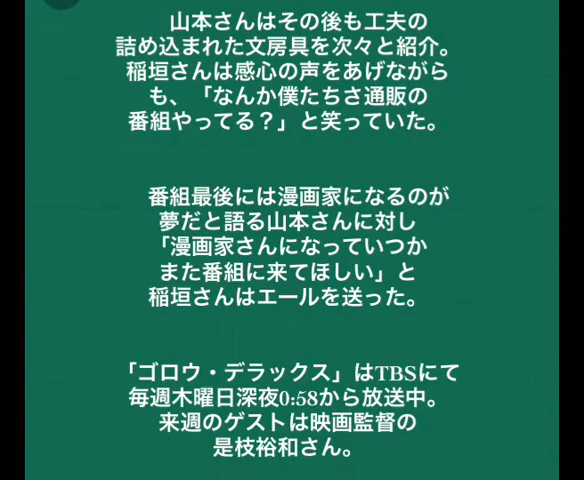 山本さんはその後も工夫の
詰め込まれた文房具を次々と紹介。
稲垣さんは感心の声をあげながら
も、「なんか僕たちさ通販の
番組やってる？」と笑っていた。
番組最後には漫画家になるのが
夢だと語る山本さんに対し
「漫画家さんになっていつか
また番組に来てほしい」と
稲垣さんはエールを送った。
「ゴロウ・デラックス」はTBSにて
毎週木曜日深夜0:58から放送中。
来週のゲストは映画監督の
是枝裕和さん。